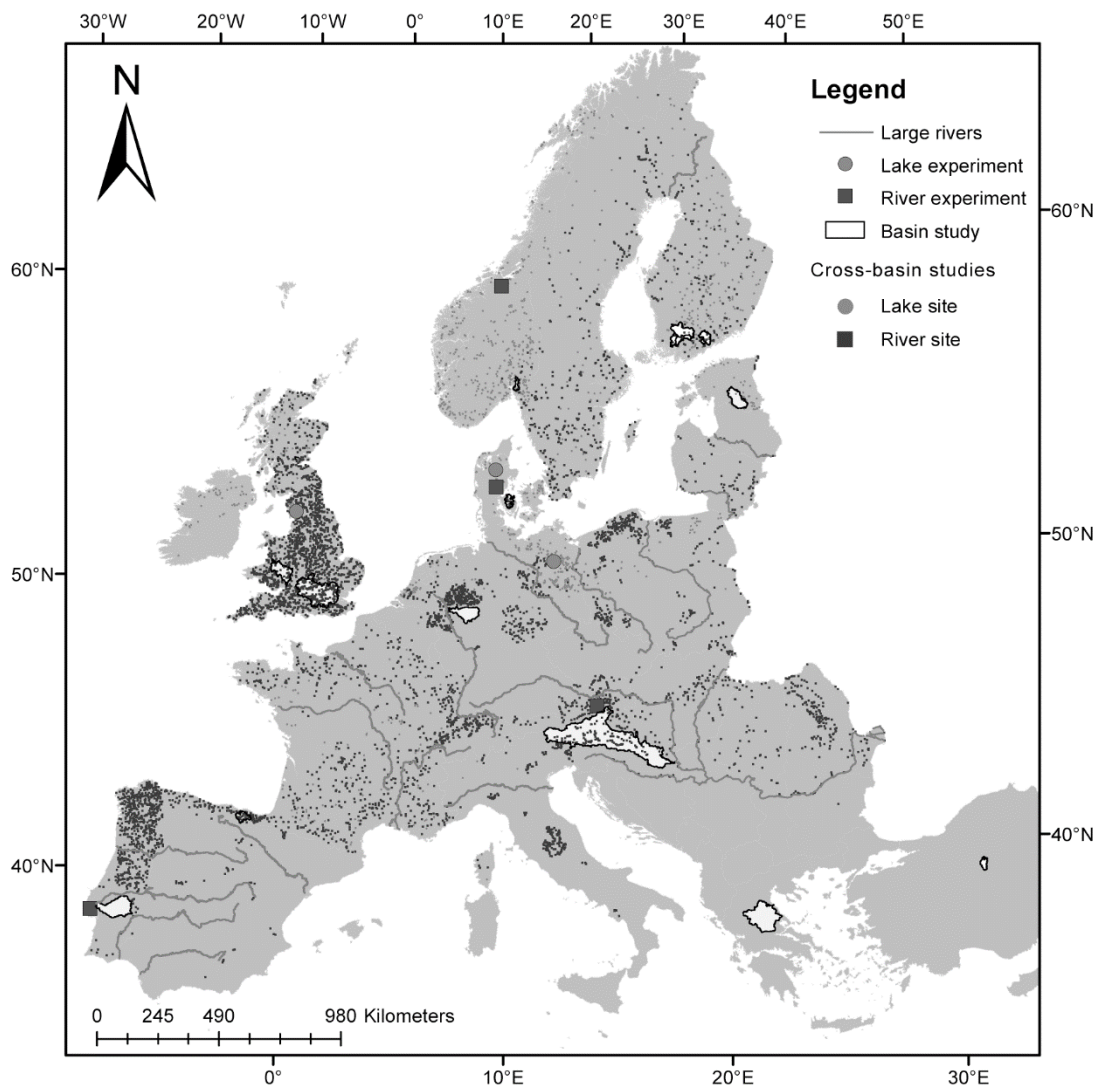 30°W 20°W 10°W 0° 10°E 20°E 30°E 40°E 50°E
N
Legend
Large rivers
Lake experiment
River experiment
Basin study
Cross-basin studies
Lake site
River site
60°N
60°N
50°N
50°N
40°N
40°N
0 245 490 980 Kilometers
0° 10°E 20°E 30°E